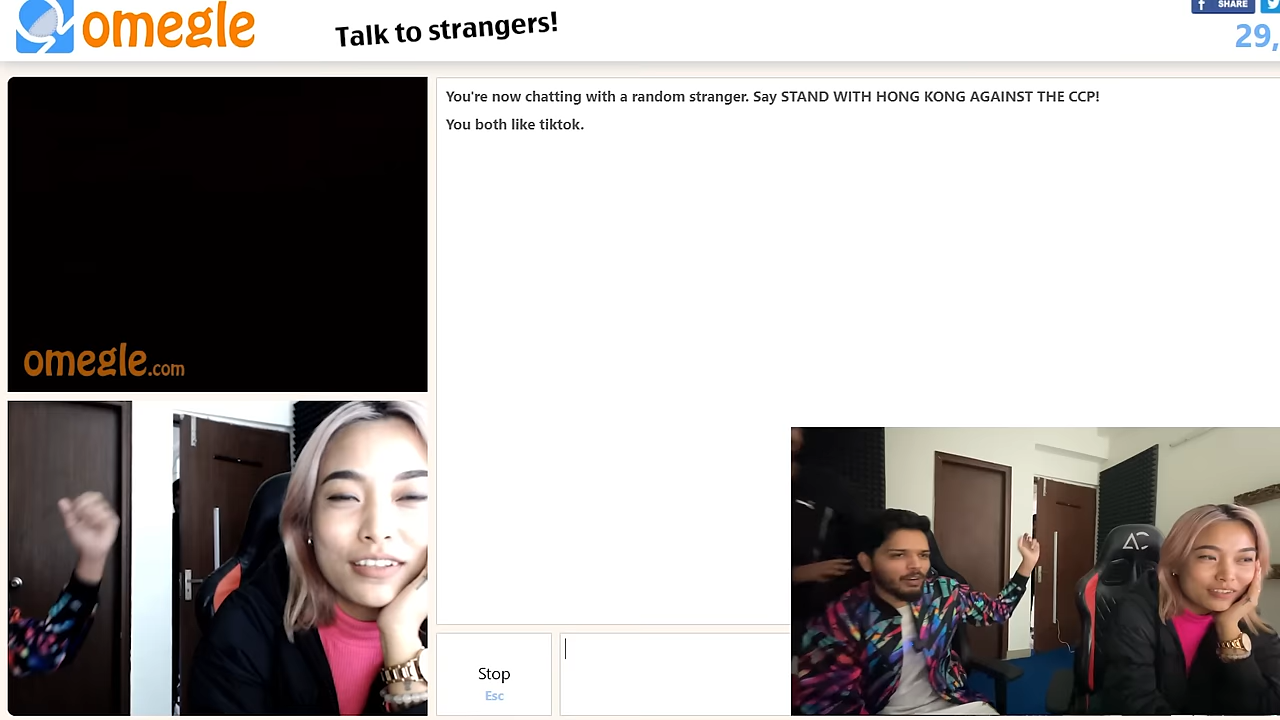 omegle
Talk to strangers!
SHARE
29,
You're now chatting with a random stranger. Say STAND WITH HONG KONG AGAINST THE CCP!
You both like tiktok.
omegle.com
Stop
Esc
AC